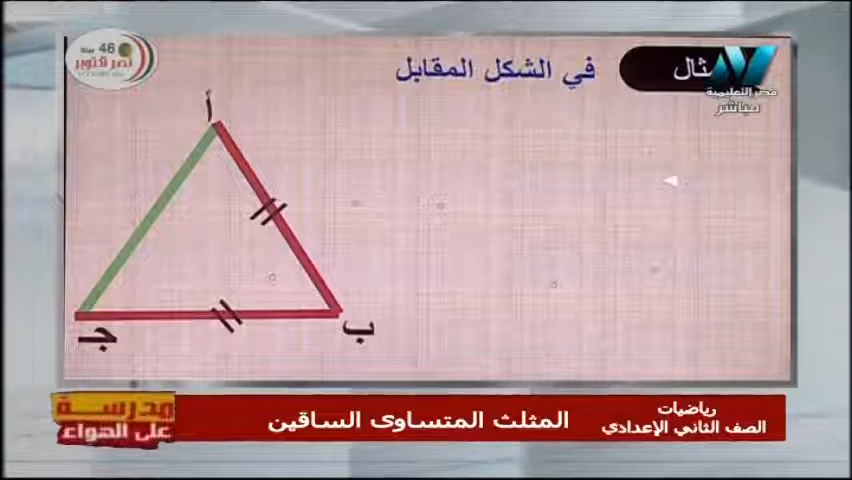 46 سنة
نصر أكتوبر
مثال
في الشكل المقابل
مصر التعليمية
مباشر
أ
ب
جـ
مدرسة
على الهواء
المثلث المتساوى الساقين
رياضيات
الصف الثاني الإعدادي